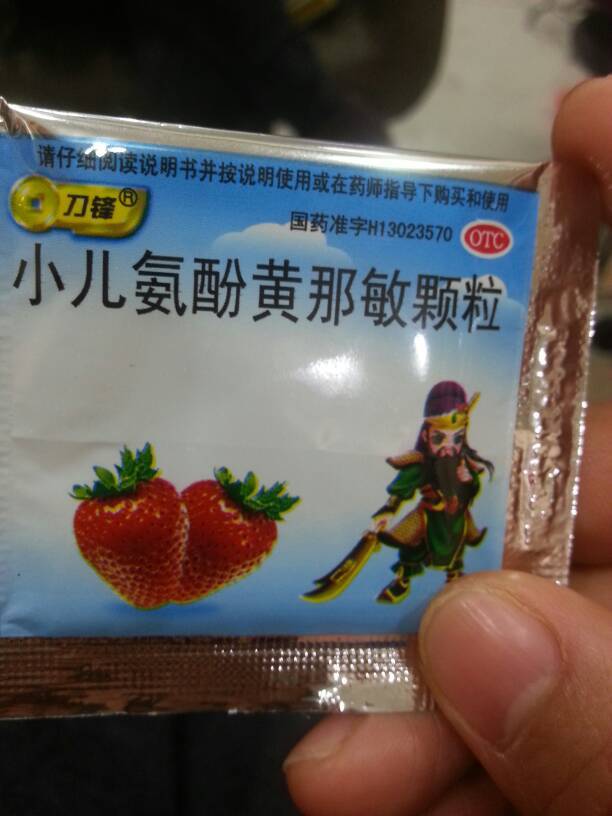 请仔细阅读说明书并按说明使用或在药师指导下购买和使用
刀锋®
国药准字H13023570 OTC
小儿氨酚黄那敏颗粒